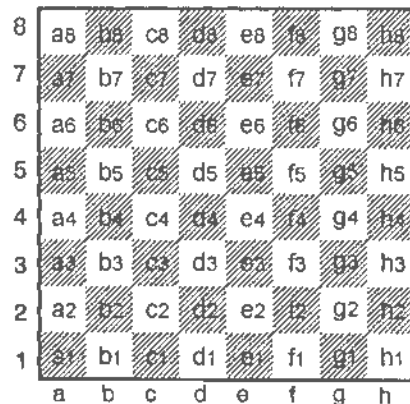 8 a8 b8 c8 d8 e8 f8 g8 h8
7 a7 b7 c7 d7 e7 f7 g7 h7
6 a6 b6 c6 d6 e6 f6 g6 h6
5 a5 b5 c5 d5 e5 f5 g5 h5
4 a4 b4 c4 d4 e4 f4 g4 h4
3 a3 b3 c3 d3 e3 f3 g3 h3
2 a2 b2 c2 d2 e2 f2 g2 h2
1 a1 b1 c1 d1 e1 f1 g1 h1
a b c d e f g h